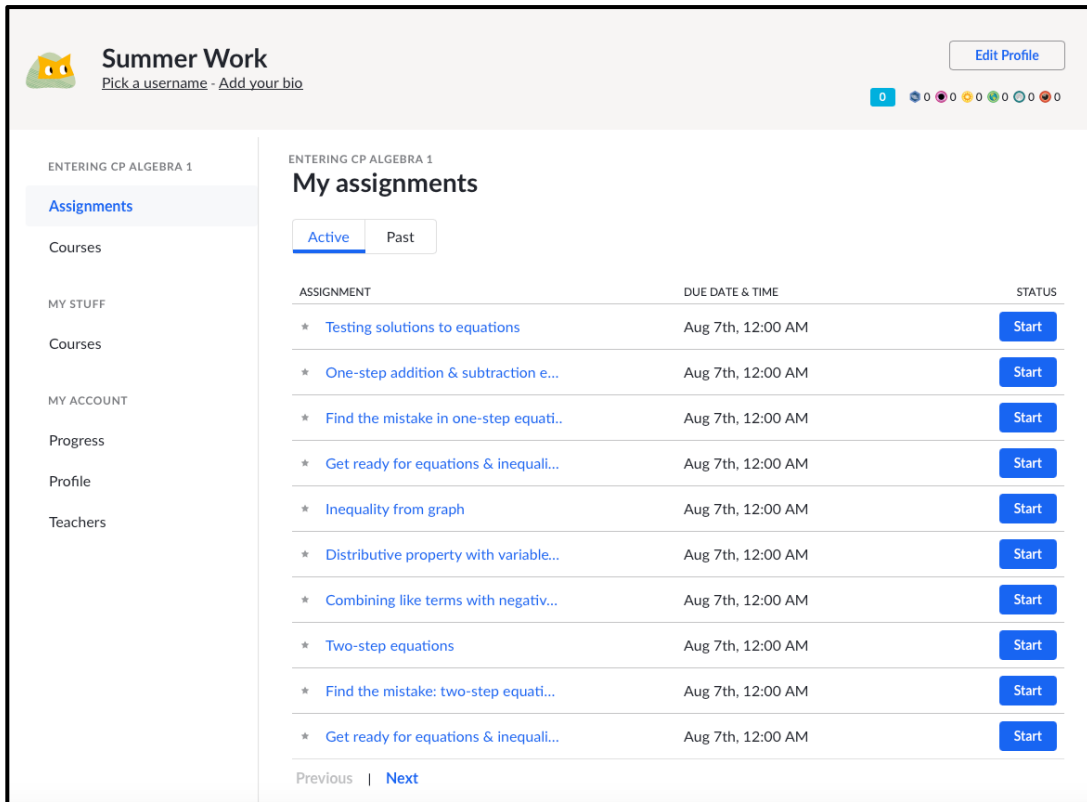 Summer Work
Pick a username - Add your bio
Edit Profile
0 0 0 0 0 0 0
ENTERING CP ALGEBRA 1
Assignments
Courses
MY STUFF
Courses
MY ACCOUNT
Progress
Profile
Teachers
ENTERING CP ALGEBRA 1
My assignments
Active Past
ASSIGNMENT DUE DATE & TIME STATUS
Testing solutions to equations Aug 7th, 12:00 AM Start
One-step addition & subtraction e... Aug 7th, 12:00 AM Start
Find the mistake in one-step equati.. Aug 7th, 12:00 AM Start
Get ready for equations & inequali... Aug 7th, 12:00 AM Start
Inequality from graph Aug 7th, 12:00 AM Start
Distributive property with variable... Aug 7th, 12:00 AM Start
Combining like terms with negativ... Aug 7th, 12:00 AM Start
Two-step equations Aug 7th, 12:00 AM Start
Find the mistake: two-step equati... Aug 7th, 12:00 AM Start
Get ready for equations & inequali... Aug 7th, 12:00 AM Start
Previous | Next